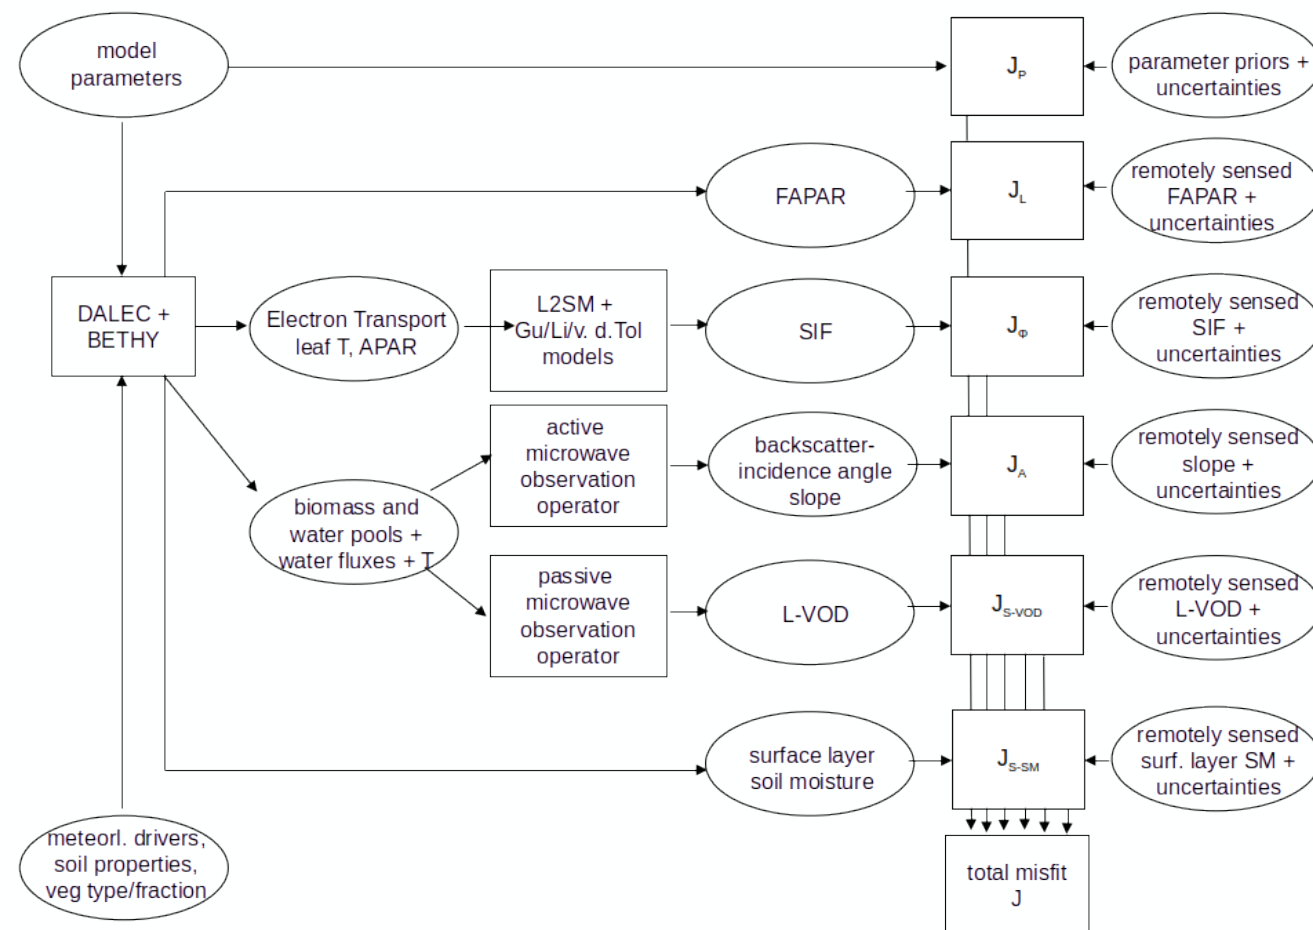 model
parameters
J_P
parameter priors +
uncertainties
FAPAR
J_L
remotely sensed
FAPAR +
uncertainties
DALEC +
BETHY
Electron Transport
leaf T, APAR
L2SM +
Gu/Li/v. d.Tol
models
SIF
J_Φ
remotely sensed
SIF +
uncertainties
active
microwave
observation
operator
backscatter-
incidence angle
slope
J_A
remotely sensed
slope +
uncertainties
biomass and
water pools +
water fluxes + T
passive
microwave
observation
operator
L-VOD
J_S-VOD
remotely sensed
L-VOD +
uncertainties
surface layer
soil moisture
J_S-SM
remotely sensed
surf. layer SM +
uncertainties
meteorl. drivers,
soil properties,
veg type/fraction
total misfit
J